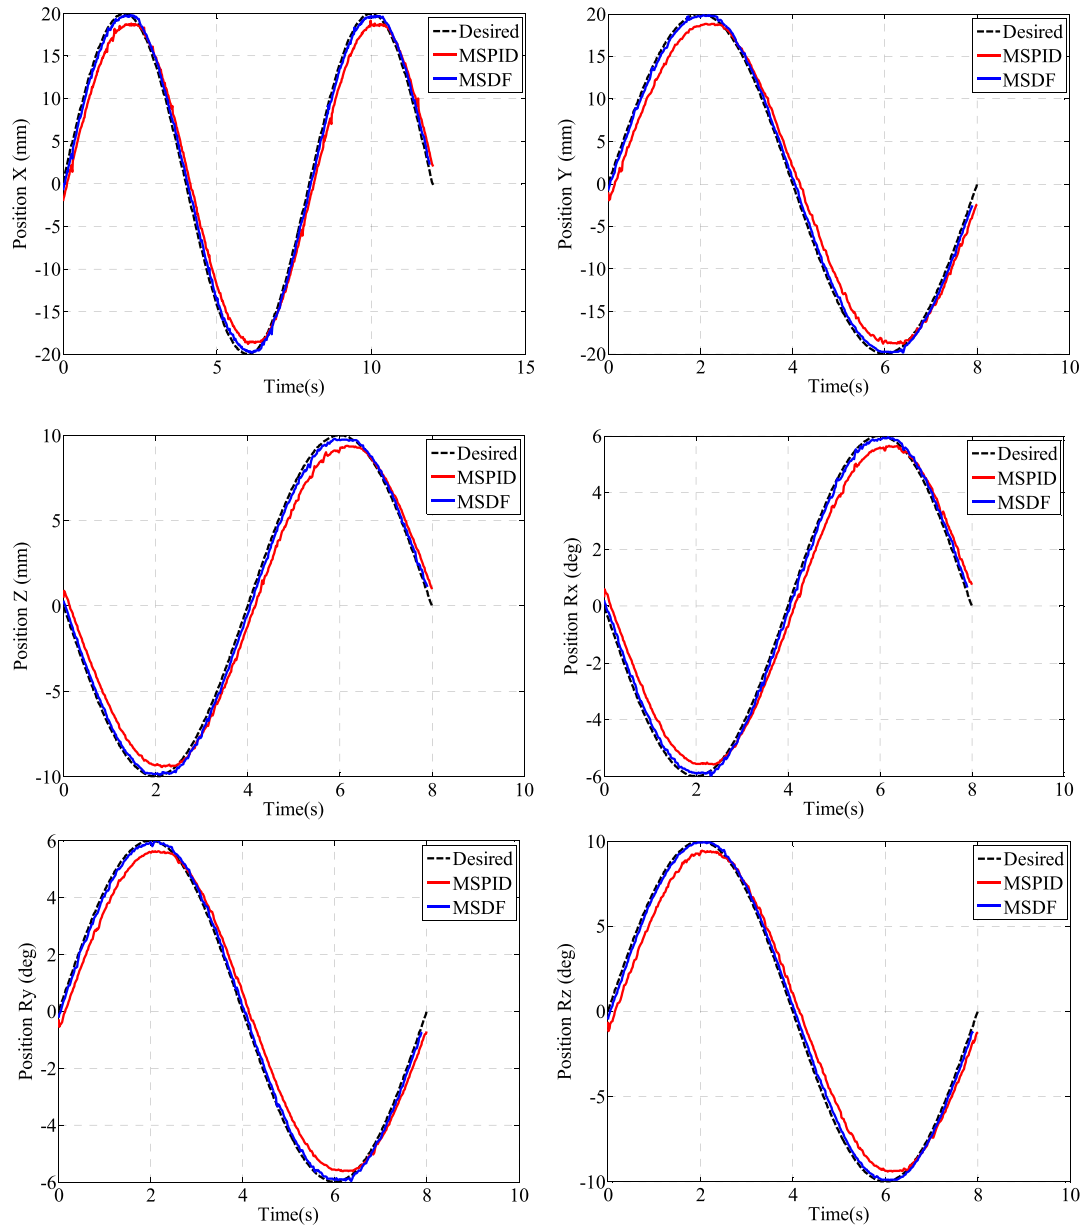 20
15
10
5
0
-5
-10
-15
-20
Position X (mm)
0
5
10
15
Time(s)
Desired
MSPID
MSDF
20
15
10
5
0
-5
-10
-15
-20
Position Y (mm)
0
2
4
6
8
10
Time(s)
Desired
MSPID
MSDF
10
5
0
-5
-10
Position Z (mm)
0
2
4
6
8
10
Time(s)
Desired
MSPID
MSDF
6
4
2
0
-2
-4
-6
Position Rx (deg)
0
2
4
6
8
10
Time(s)
Desired
MSPID
MSDF
6
4
2
0
-2
-4
-6
Position Ry (deg)
0
2
4
6
8
10
Time(s)
Desired
MSPID
MSDF
10
5
0
-5
-10
Position Rz (deg
0
2
4
6
8
10
Time(s)
Desired
MSPID
MSDF